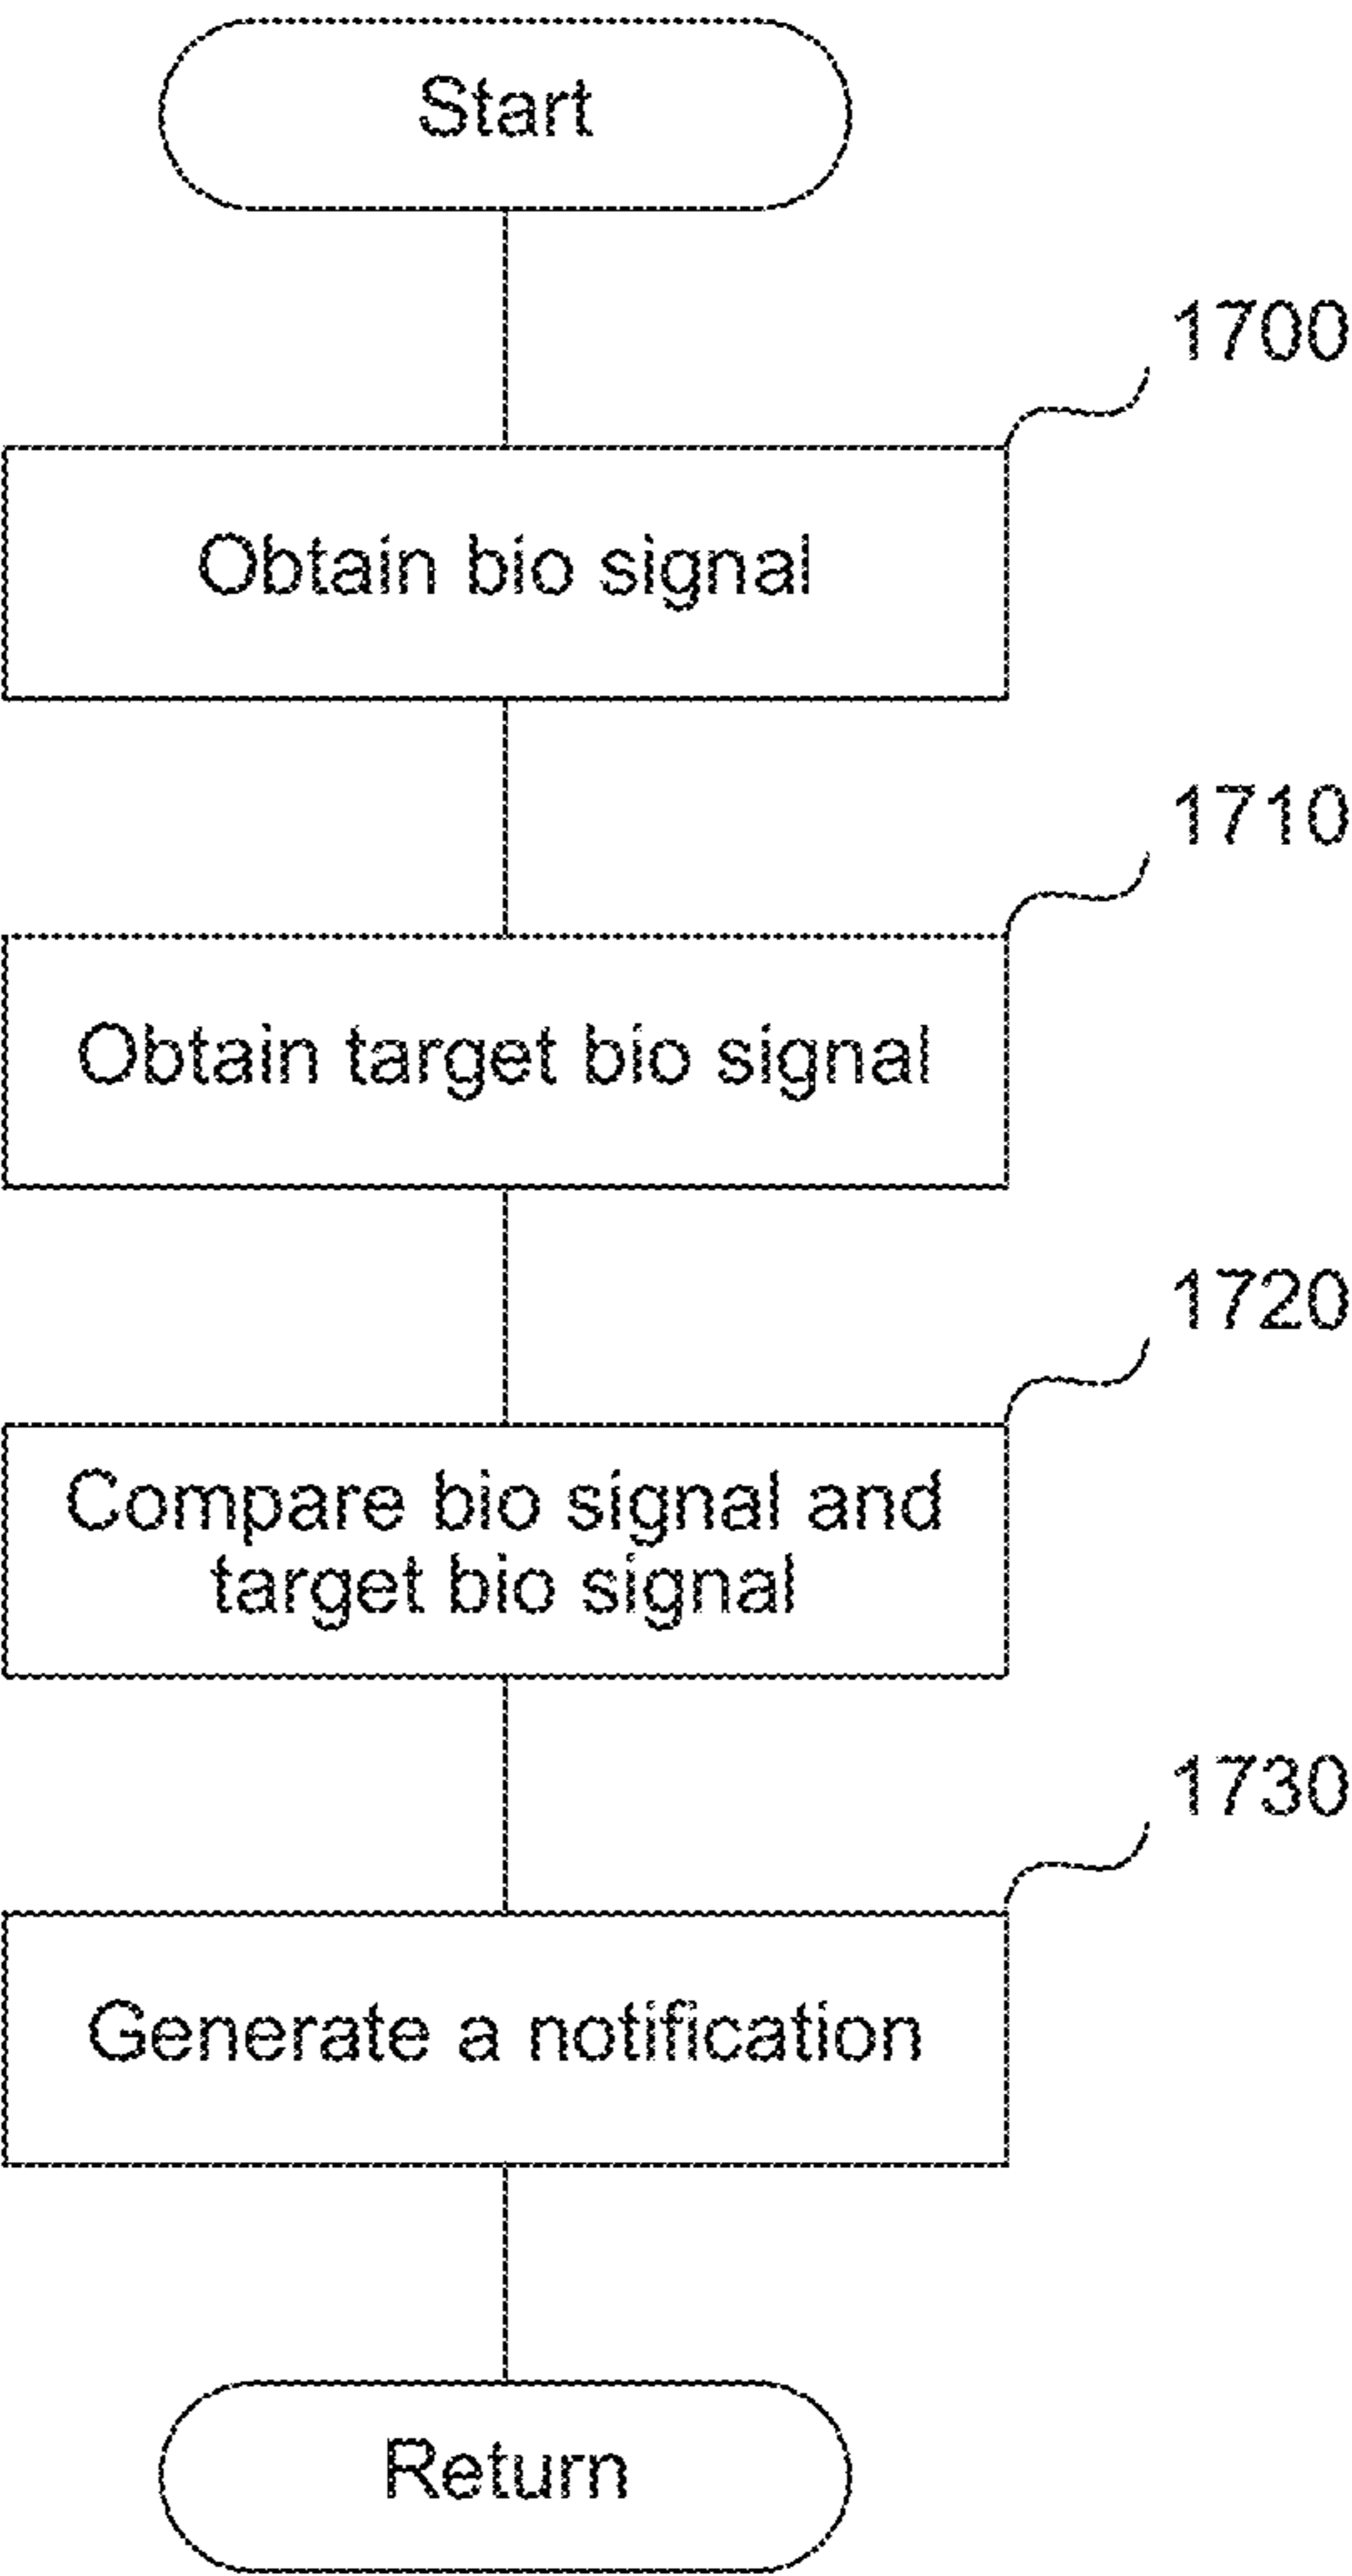 Start
1700
Obtain bio signal
1710
Obtain target bio signal
1720
Compare bio signal and
target bio signal
1730
Generate a notification
Return